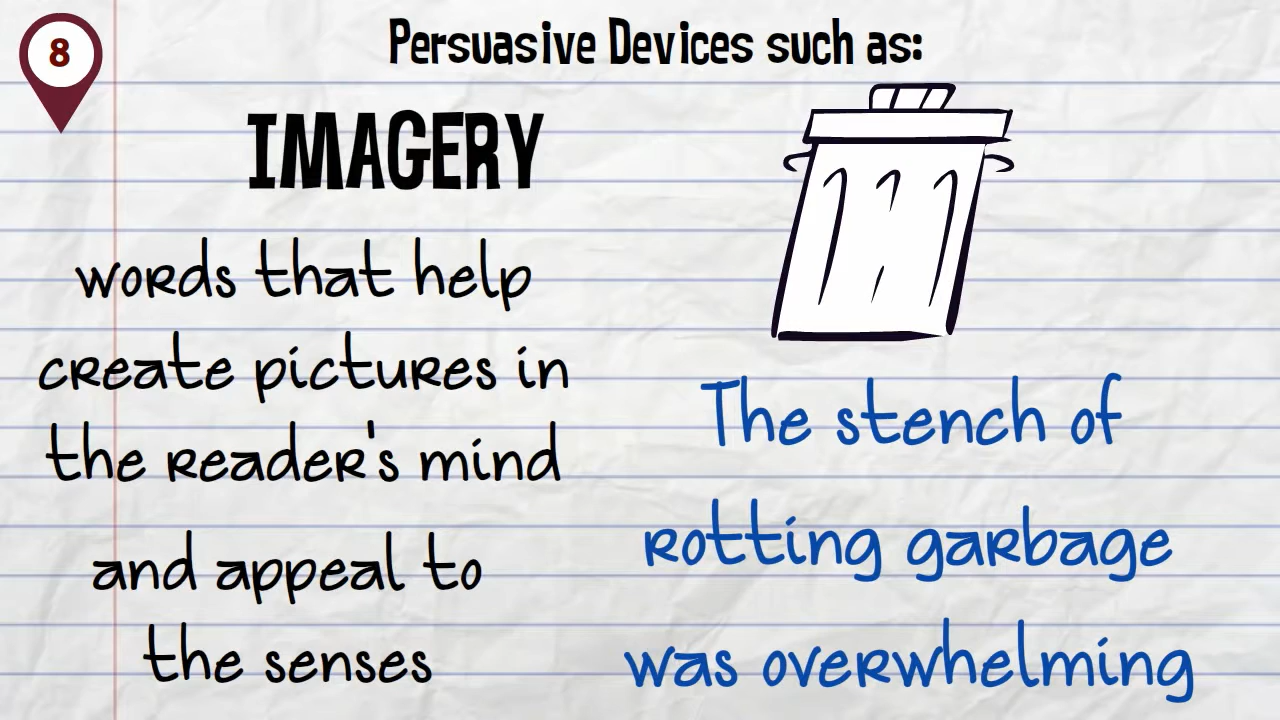 8
Persuasive Devices such as:
IMAGERY
words that help
create pictures in
the reader's mind
and appeal to
the senses
The stench of
rotting garbage
was overwhelming